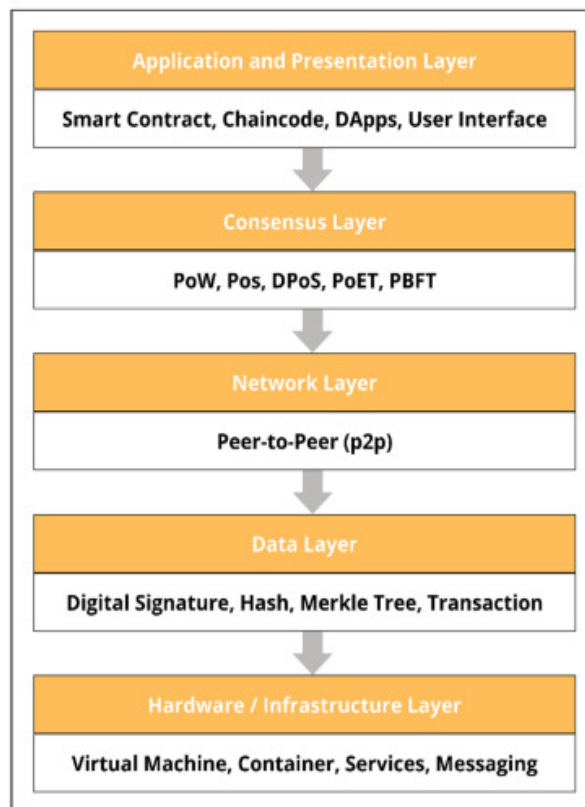 Application and Presentation Layer
Smart Contract, Chaincode, DApps, User Interface
Consensus Layer
PoW, Pos, DPoS, PoET, PBFT
Network Layer
Peer-to-Peer (p2p)
Data Layer
Digital Signature, Hash, Merkle Tree, Transaction
Hardware / Infrastructure Layer
Virtual Machine, Container, Services, Messaging